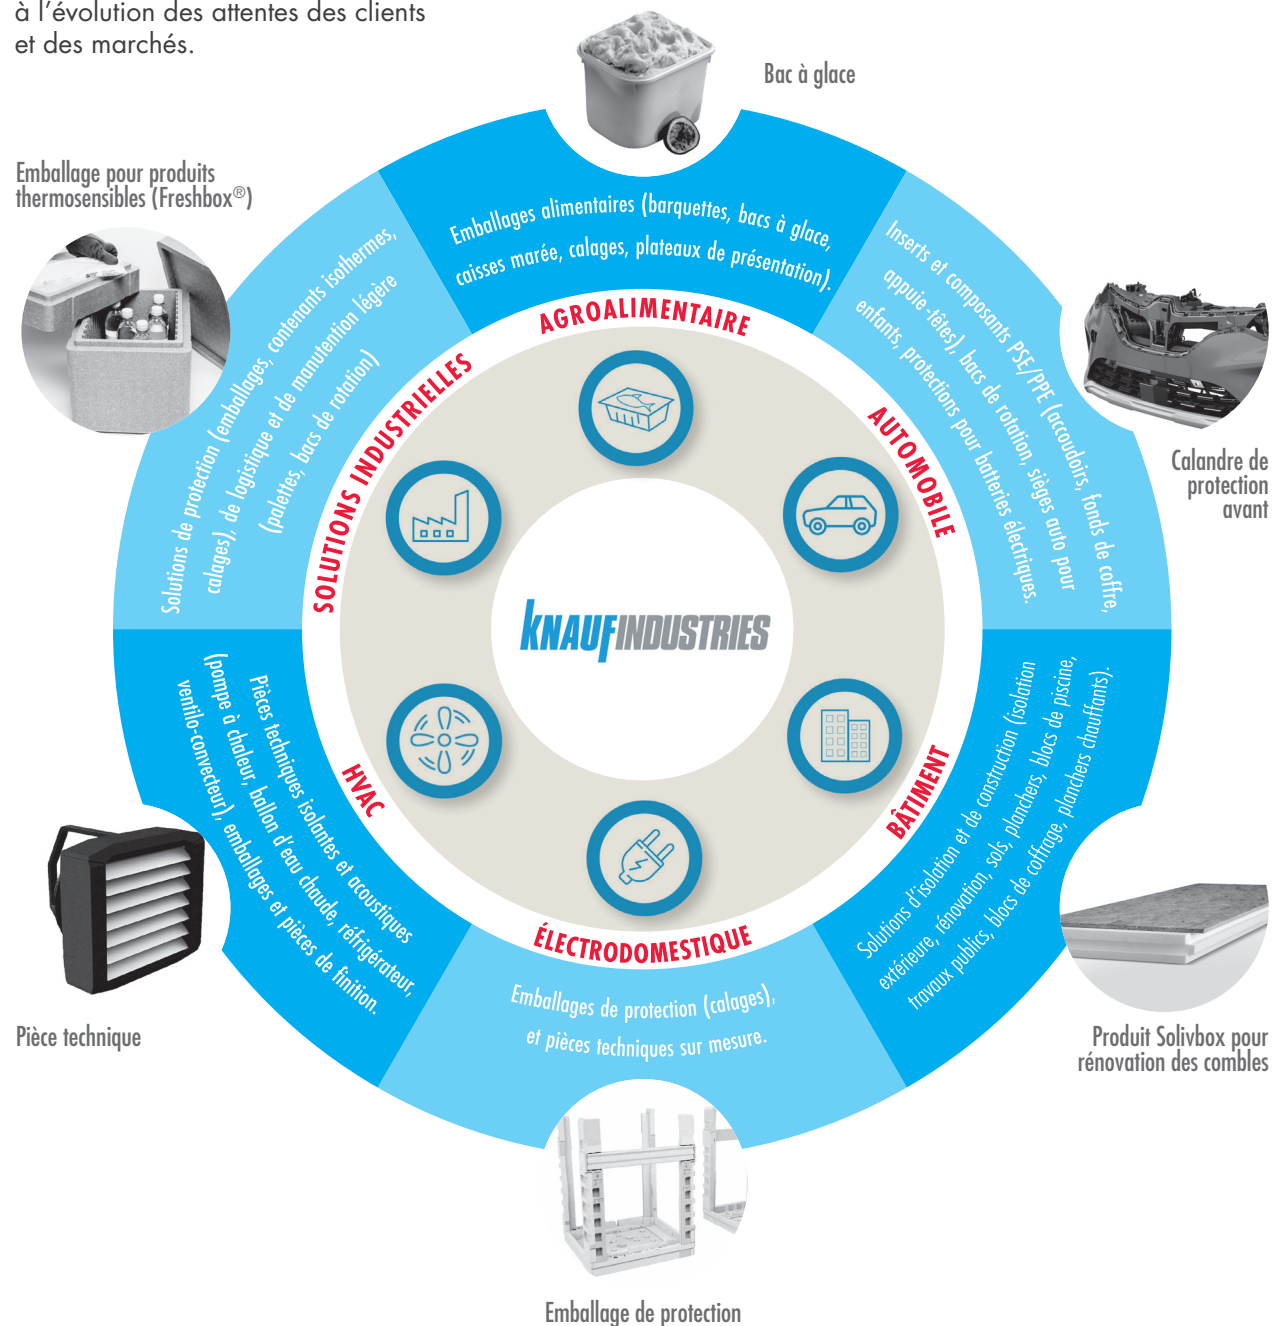 à l'évolution des attentes des clients
et des marchés.
Bac à glace
Emballage pour produits
thermosensibles (Freshbox®)
Emballages alimentaires (barquettes, bacs à glace,
caisses marée, calages, plateaux de présentation).
AGROALIMENTAIRE
Inserts et composants PSE/PPE (accoudoirs, fonds de coffre,
appuie-têtes), bacs de rotation, sièges auto pour
enfants, protections pour batteries électriques.
AUTOMOBILE
Calandre de
protection
avant
Solutions de protection (emballages, contenants isothermes,
calages), de logistique et de manutention légère
(palettes, bacs de rotation)
SOLUTIONS INDUSTRIELLES
KNAUFINDUSTRIES
Solutions d'isolation et de construction (isolation
extérieure, rénovation, sols, planchers, blocs de piscine,
travaux publics, blocs de coffrage, planchers chauffants).
BÂTIMENT
Produit Solivbox pour
rénovation des combles
Pièces techniques isolantes et acoustiques
(pompe à chaleur, ballon d'eau chaude, réfrigérateur,
ventilo-convecteur), emballages et pièces de finition.
HVAC
Pièce technique
ÉLECTRODOMESTIQUE
Emballages de protection (calages),
et pièces techniques sur mesure.
Emballage de protection